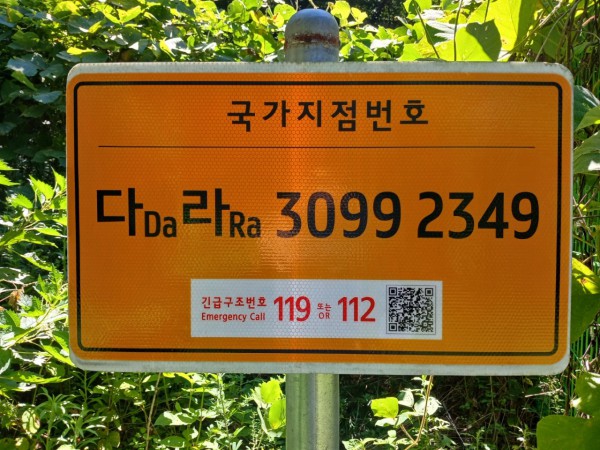 국가지점번호
다Da 라Ra 3099 2349
긴급구조번호 119 또는 112
Emergency Call OR